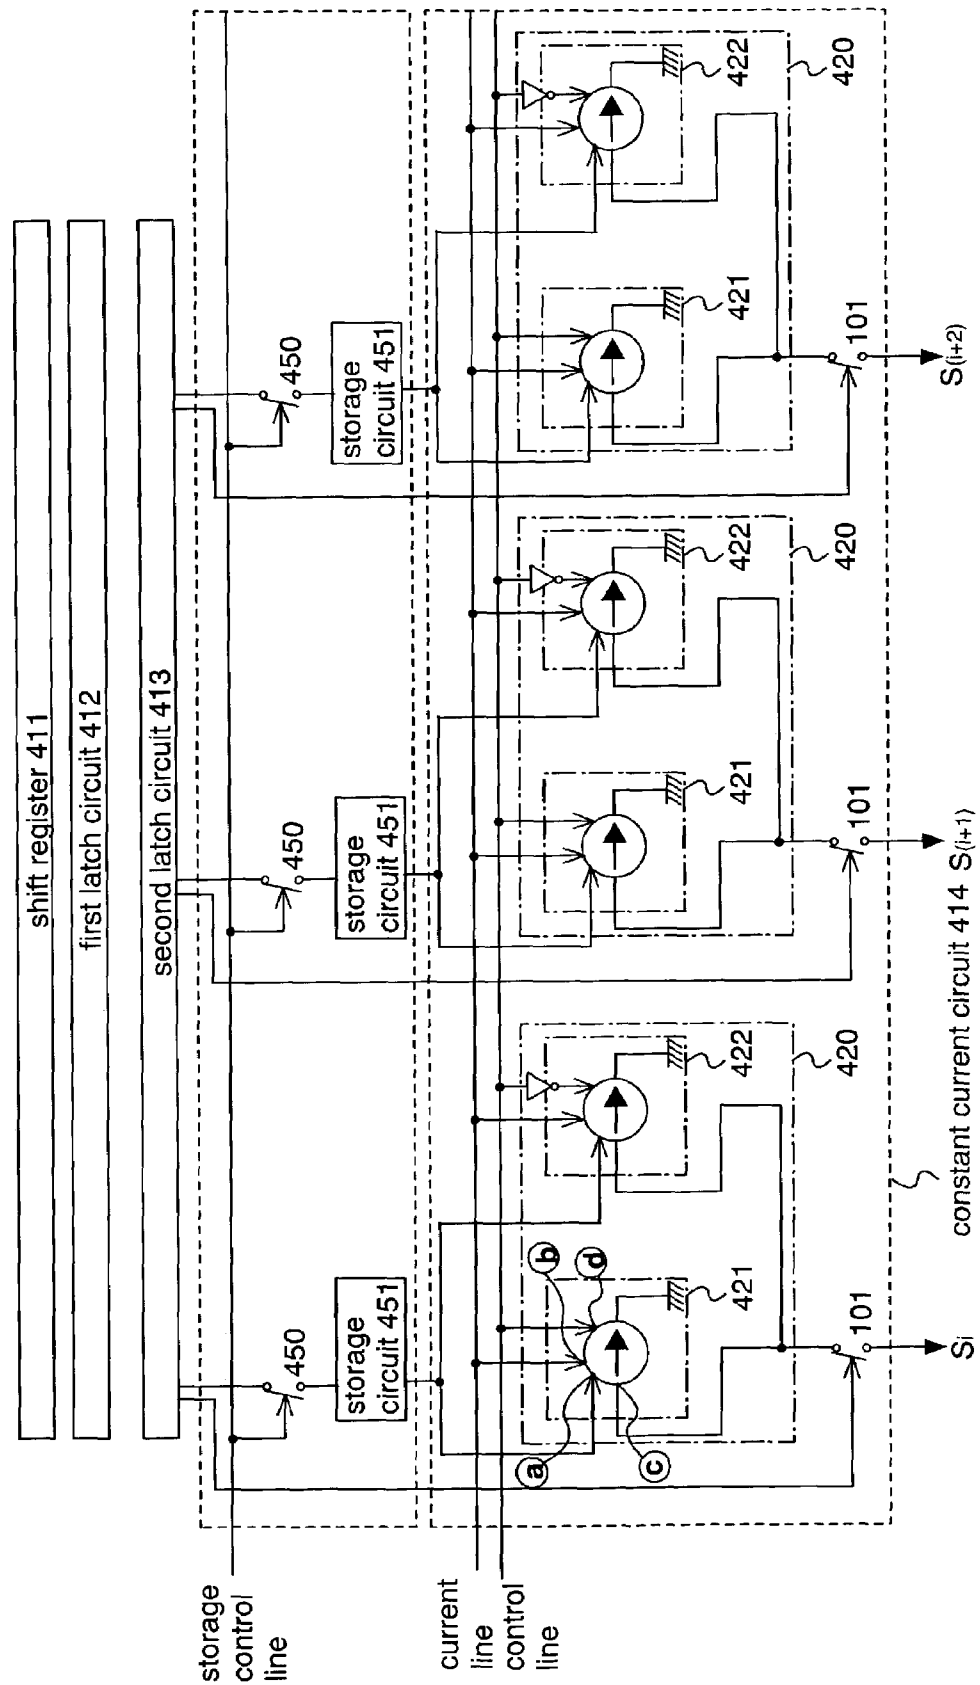 shift register 411
first latch circuit 412
second latch circuit 413
storage
control
line
450
450
450
storage
circuit 451
storage
circuit 451
storage
circuit 451
current
line
control
line
a
b
c
d
421
422
420
421
422
420
421
422
420
101
101
101
Si
S(i+1)
S(i+2)
constant current circuit 414